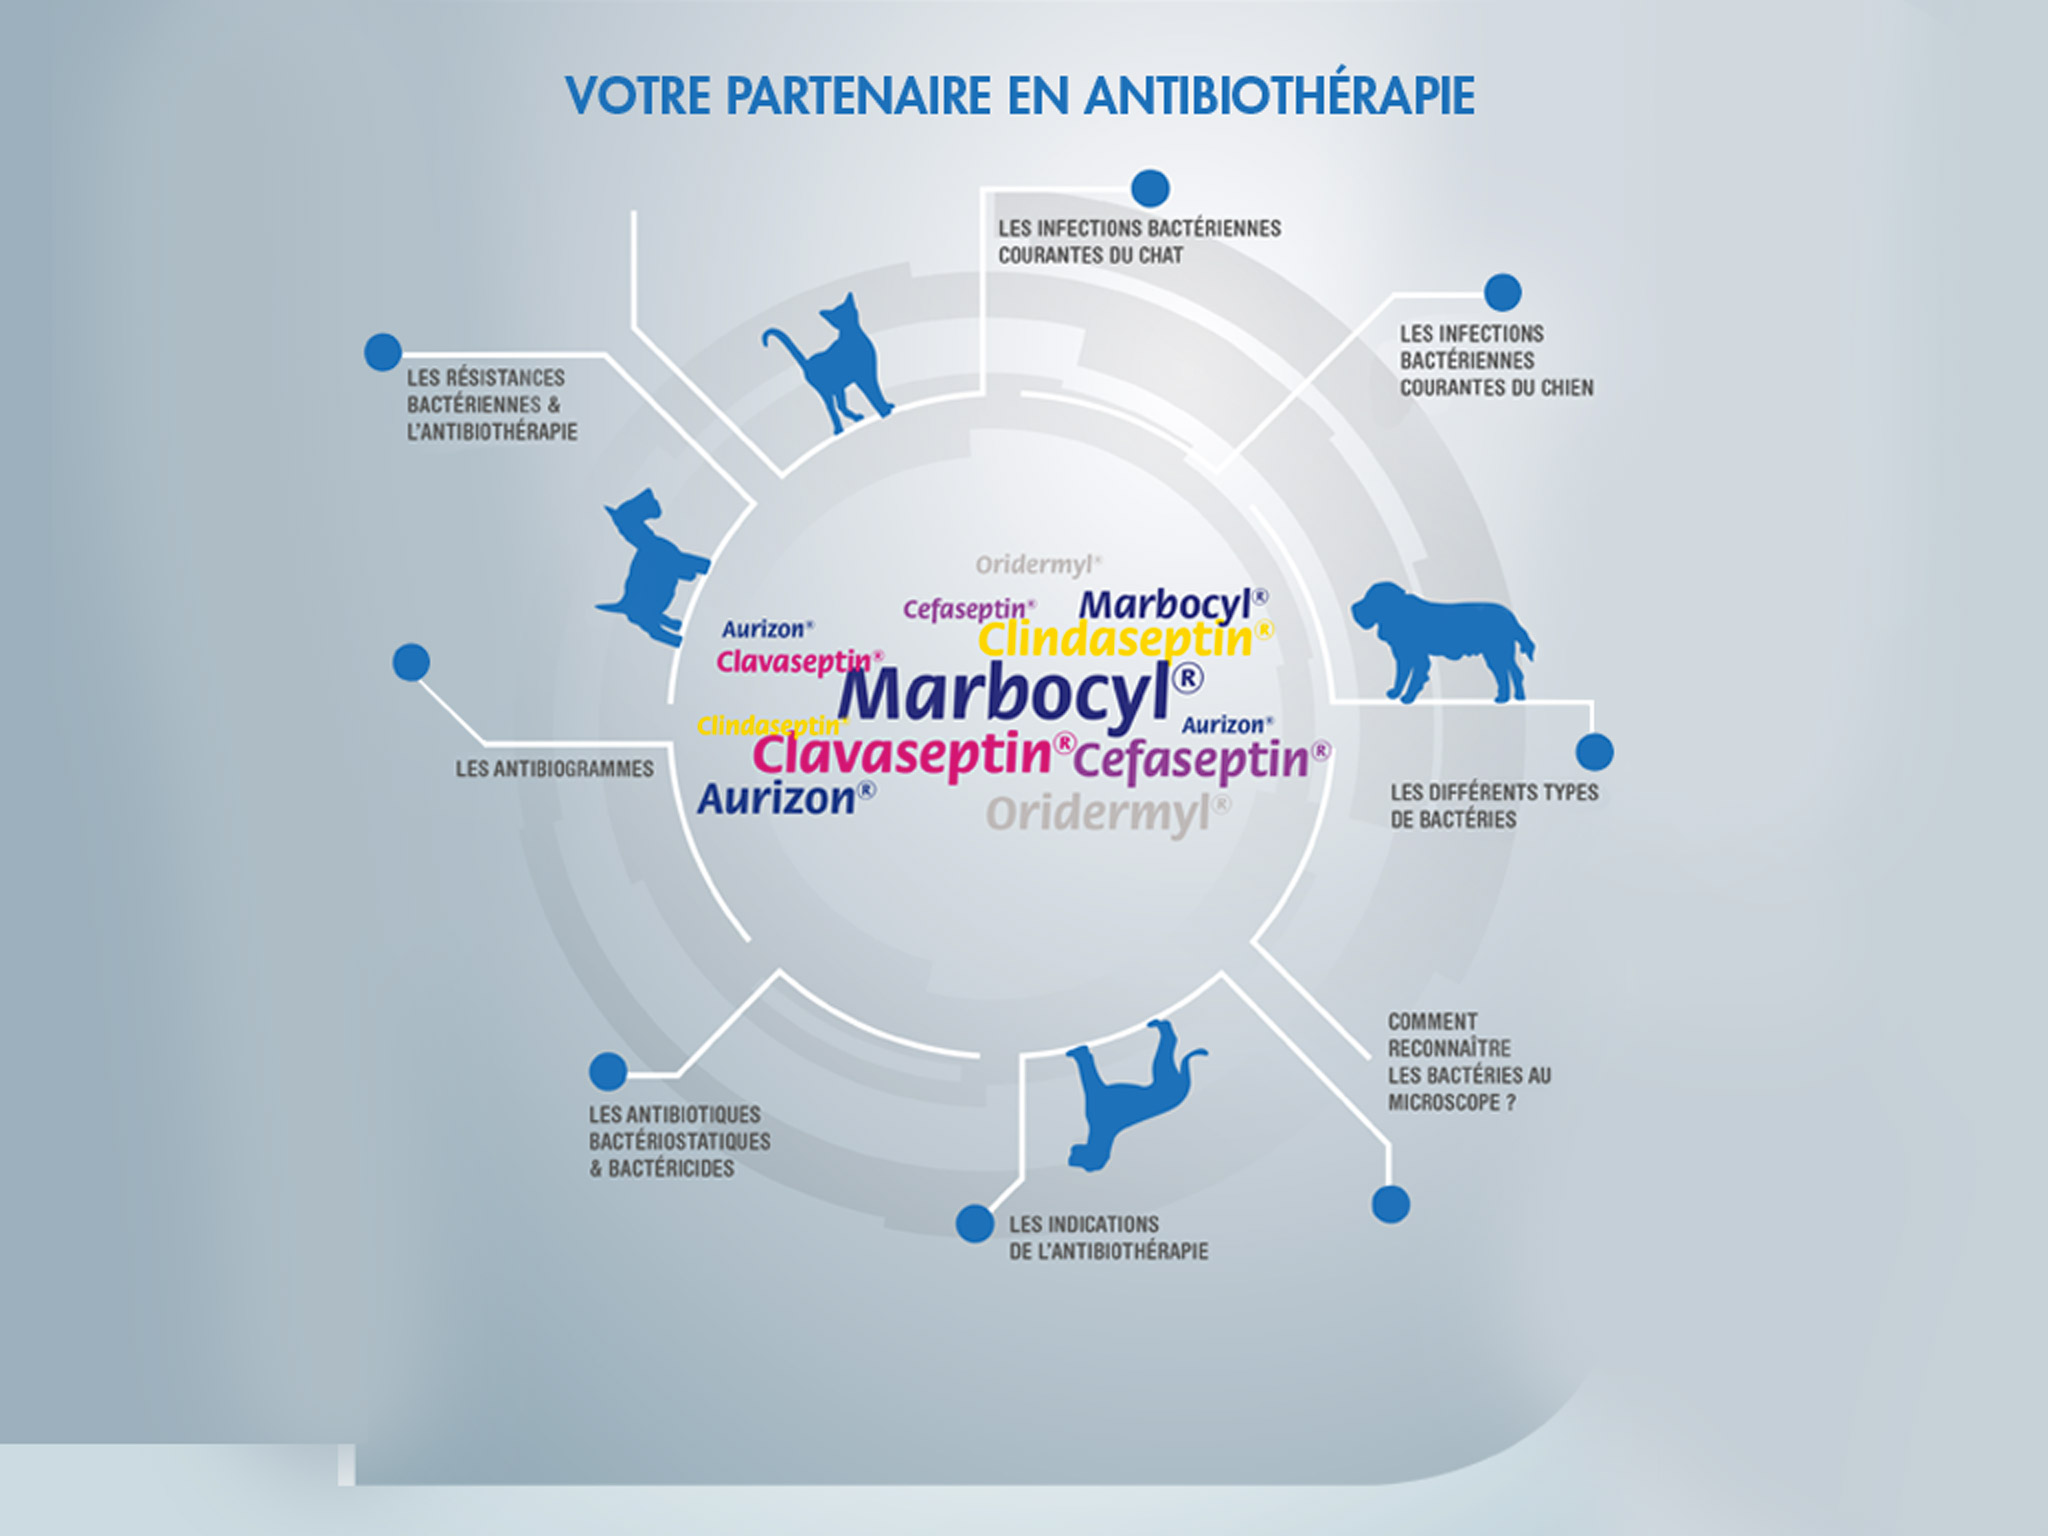 VOTRE PARTENAIRE EN ANTIBIOTHÉRAPIE
LES INFECTIONS BACTÉRIENNES
COURANTES DU CHAT
LES INFECTIONS
BACTÉRIENNES
COURANTES DU CHIEN
LES RÉSISTANCES
BACTÉRIENNES &
L'ANTIBIOTHÉRAPIE
Oridermyl®
Cefaseptin®
Marbocyl®
Aurizon®
Clindaseptin®
Clavaseptin®
Marbocyl®
Clindaseptin®
Aurizon®
Clavaseptin®
Cefaseptin®
Aurizon®
Oridermyl®
LES ANTIBIOGRAMMES
LES DIFFÉRENTS TYPES
DE BACTÉRIES
COMMENT
RECONNAÎTRE
LES BACTÉRIES AU
MICROSCOPE ?
LES ANTIBIOTIQUES
BACTÉRIOSTATIQUES
& BACTÉRICIDES
LES INDICATIONS
DE L'ANTIBIOTHÉRAPIE